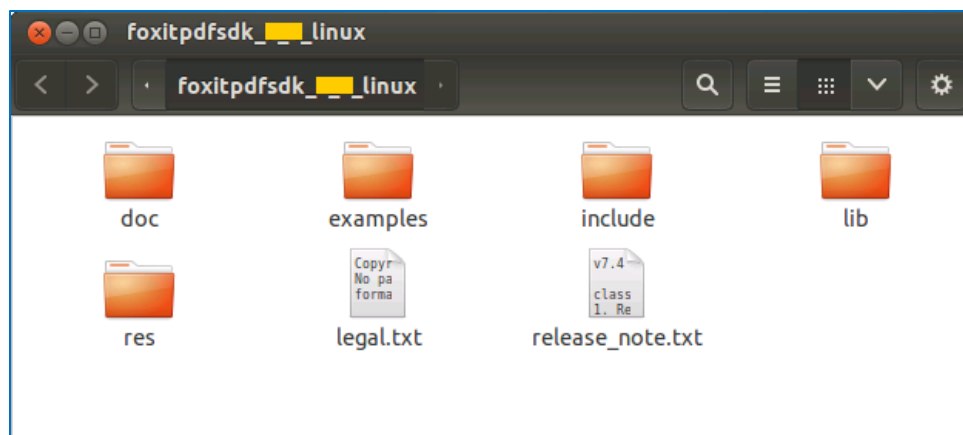 foxitpdfsdk_ _ _linux
foxitpdfsdk_ _ _linux
doc
examples
include
lib
Copyr
No pa
forma
v7.4
class
1. Re
res
legal.txt
release_note.txt